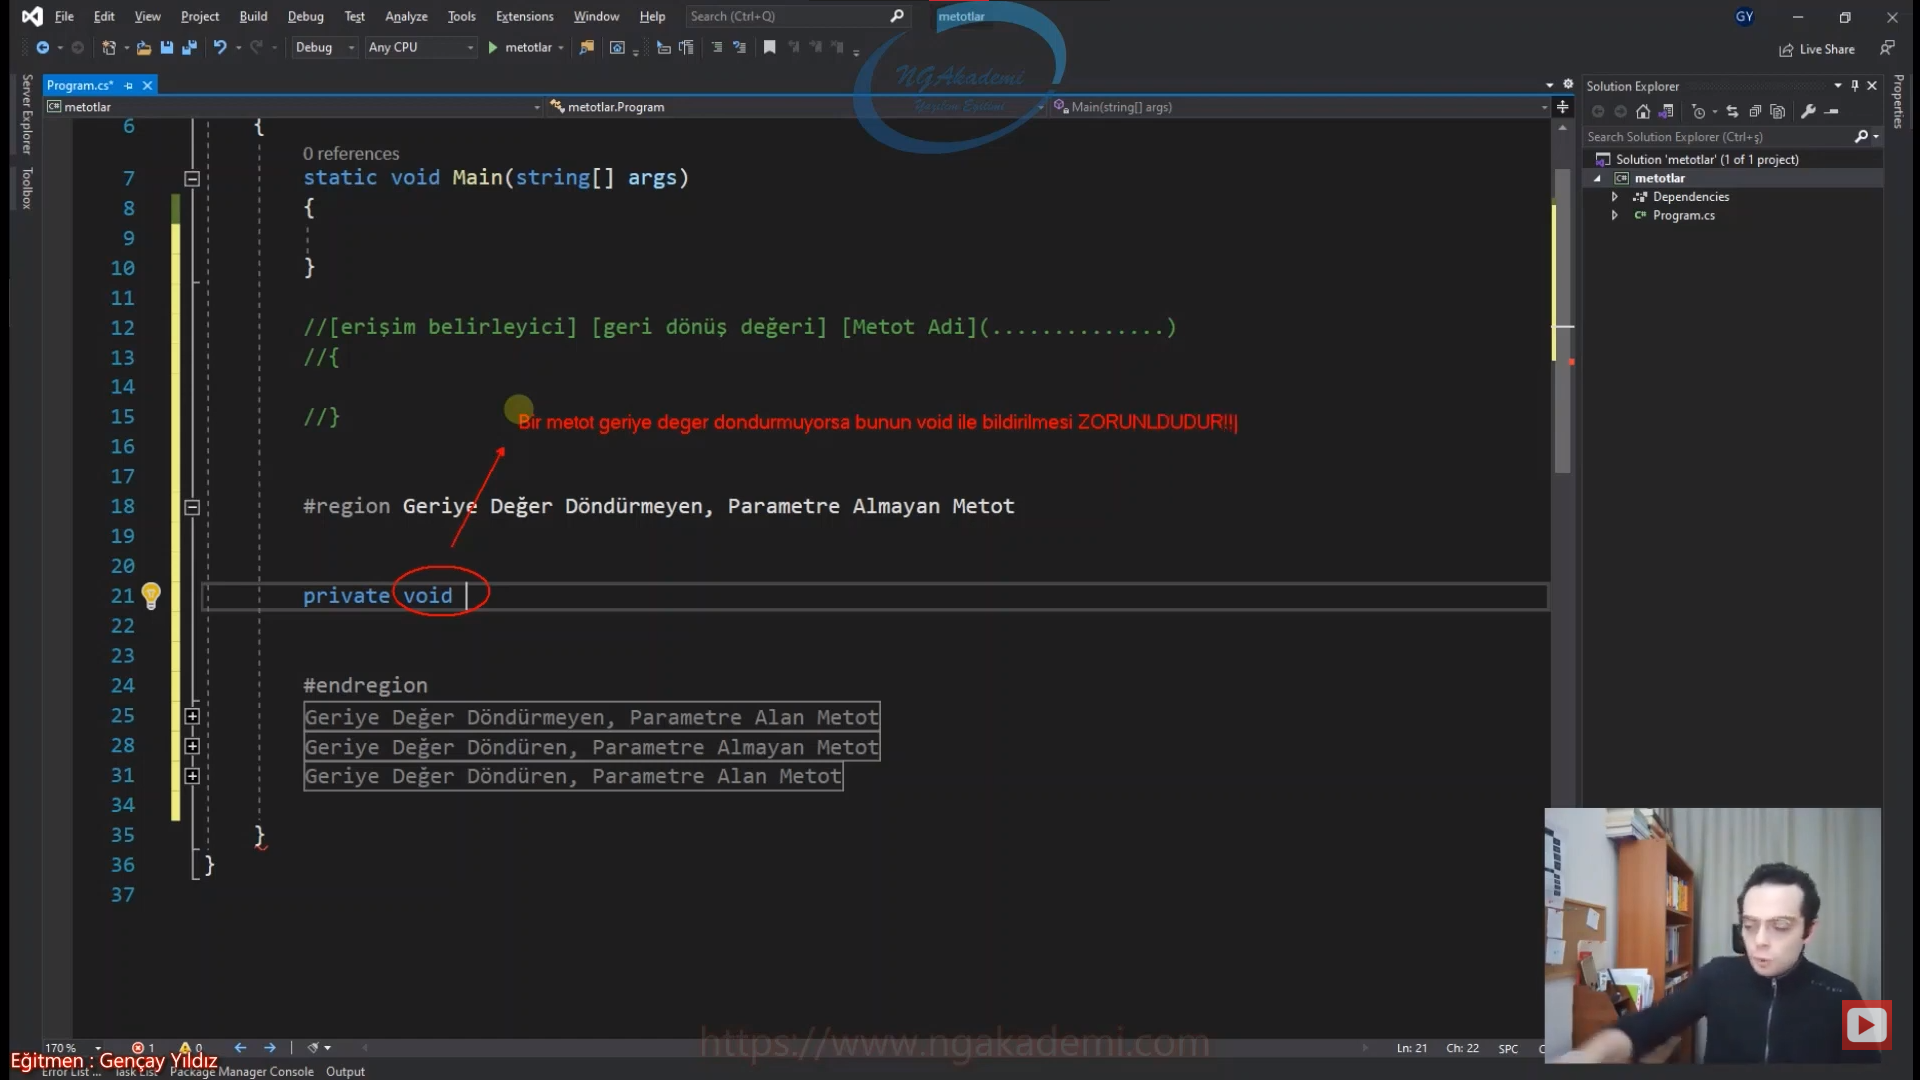 File Edit View Project Build Debug Test Analyze Tools Extensions Window Help Search (Ctrl+Q) metotlar GY
Debug Any CPU metotlar Live Share
NGAkademi
Yazılım Eğitimi
Server Explorer
Toolbox
Properties
Program.cs*
metotlar metotlar.Program Main(string[] args)
Solution Explorer
Search Solution Explorer (Ctrl+ş)
Solution 'metotlar' (1 of 1 project)
metotlar
Dependencies
Program.cs
6 {
0 references
7 static void Main(string[] args)
8 {
9
10 }
11
12 //[erişim belirleyici] [geri dönüş değeri] [Metot Adi](..............)
13 //{
14
15 //}
Bir metot geriye deger dondurmuyorsa bunun void ile bildirilmesi ZORUNLDUDUR!!!
16
17
18 #region Geriye Değer Döndürmeyen, Parametre Almayan Metot
19
20
21 private void
22
23
24 #endregion
25 Geriye Değer Döndürmeyen, Parametre Alan Metot
28 Geriye Değer Döndüren, Parametre Almayan Metot
31 Geriye Değer Döndüren, Parametre Alan Metot
34
35 }
36 }
37
https://www.ngakademi.com
170 % 1 0 Ln: 21 Ch: 22 SPC
Eğitmen : Gençay Yıldız
Error List ... Task List Package Manager Console Output